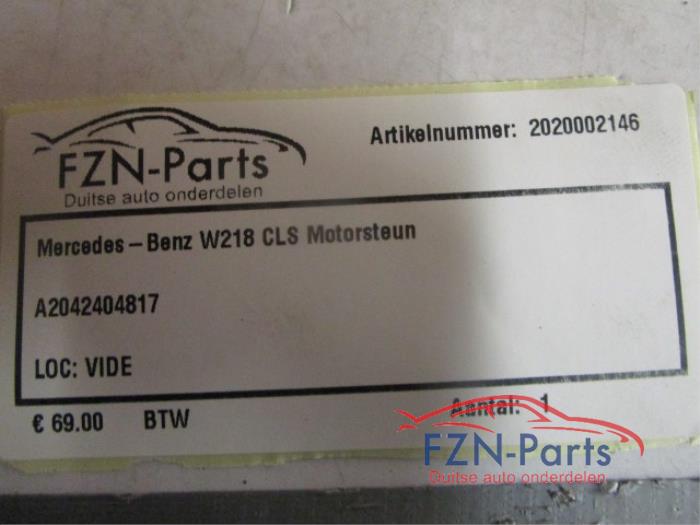 FZN-Parts
Duitse auto onderdelen
Artikelnummer: 2020002146
Mercedes-Benz W218 CLS Motorsteun
A2042404817
LOC: VIDE
€ 69.00 BTW
Aantal: 1
FZN-Parts
Duitse auto onderdelen